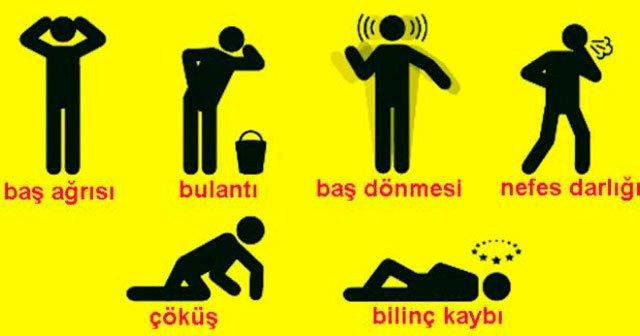 baş ağrısı
bulantı
baş dönmesi
nefes darlığı
çöküş
bilinç kaybı